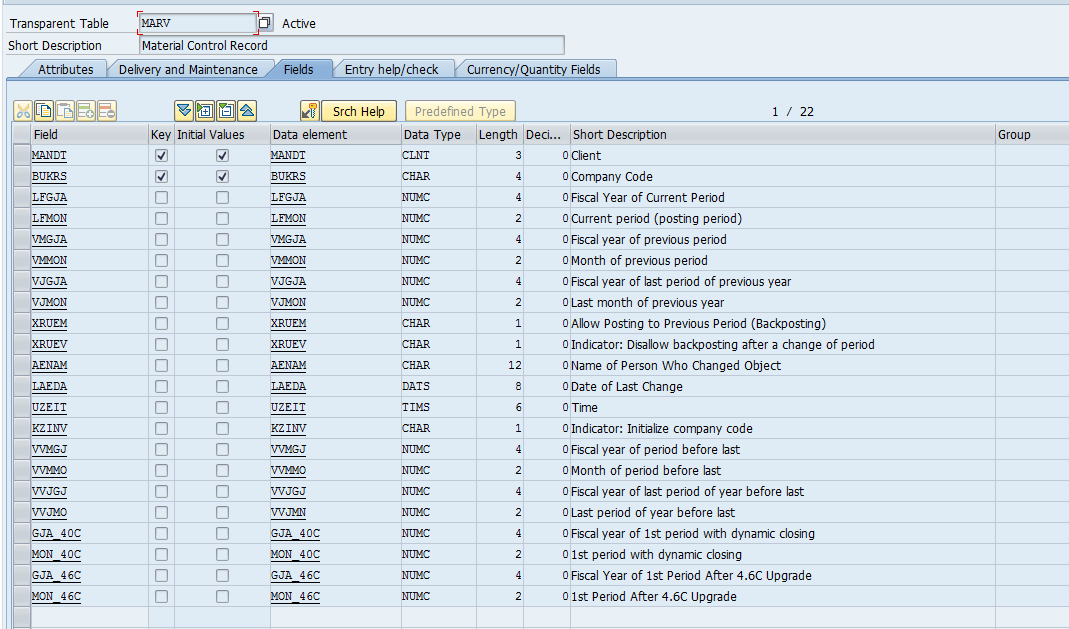 Transparent Table MARV Active
Short Description Material Control Record
Attributes Delivery and Maintenance Fields Entry help/check Currency/Quantity Fields
Srch Help Predefined Type 1 / 22
Field Key Initial Values Data element Data Type Length Deci... Short Description Group
MANDT MANDT CLNT 3 0 Client
BUKRS BUKRS CHAR 4 0 Company Code
LFGJA LFGJA NUMC 4 0 Fiscal Year of Current Period
LFMON LFMON NUMC 2 0 Current period (posting period)
VMGJA VMGJA NUMC 4 0 Fiscal year of previous period
VMMON VMMON NUMC 2 0 Month of previous period
VJGJA VJGJA NUMC 4 0 Fiscal year of last period of previous year
VJMON VJMON NUMC 2 0 Last month of previous year
XRUEM XRUEM CHAR 1 0 Allow Posting to Previous Period (Backposting)
XRUEV XRUEV CHAR 1 0 Indicator: Disallow backposting after a change of period
AENAM AENAM CHAR 12 0 Name of Person Who Changed Object
LAEDA LAEDA DATS 8 0 Date of Last Change
UZEIT UZEIT TIMS 6 0 Time
KZINV KZINV CHAR 1 0 Indicator: Initialize company code
VVMGJ VVMGJ NUMC 4 0 Fiscal year of period before last
VVMMO VVMMO NUMC 2 0 Month of period before last
VVJGJ VVJGJ NUMC 4 0 Fiscal year of last period of year before last
VVJMO VVJMN NUMC 2 0 Last period of year before last
GJA_40C GJA_40C NUMC 4 0 Fiscal year of 1st period with dynamic closing
MON_40C MON_40C NUMC 2 0 1st period with dynamic closing
GJA_46C GJA_46C NUMC 4 0 Fiscal Year of 1st Period After 4.6C Upgrade
MON_46C MON_46C NUMC 2 0 1st Period After 4.6C Upgrade